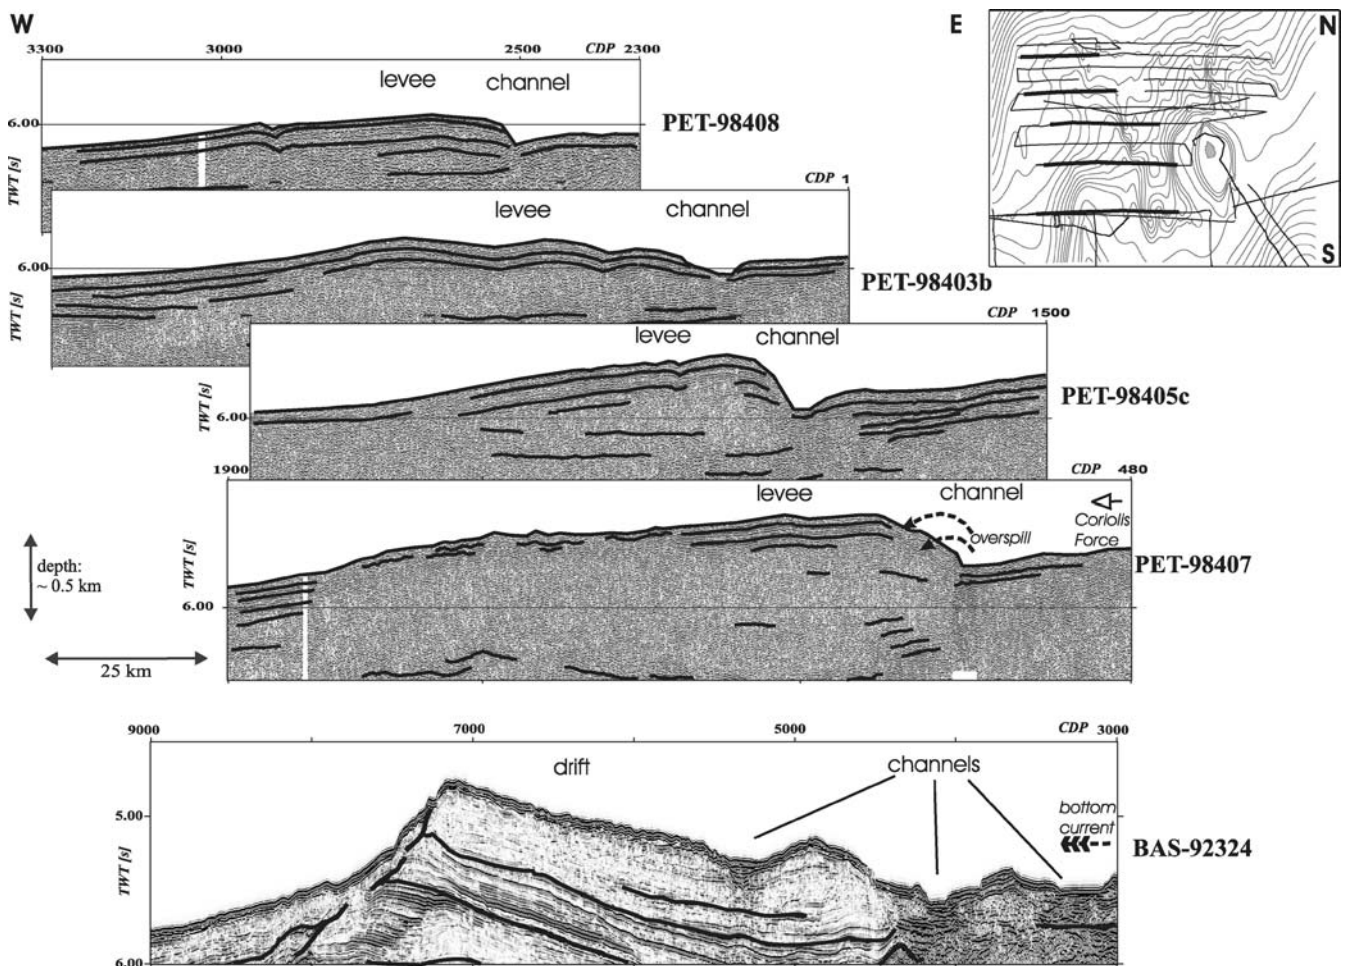 W
E
N
S
3300 3000 2500 CDP 2300
levee channel
6.00
TWT [s]
PET-98408
CDP 1
levee channel
6.00
TWT [s]
PET-98403b
CDP 1500
levee channel
TWT [s]
6.00
PET-98405c
1900 CDP 480
levee channel
overspill
Coriolis
Force
TWT [s]
6.00
PET-98407
depth:
~ 0.5 km
25 km
9000 7000 5000 CDP 3000
drift channels
bottom
current
5.00
TWT [s]
6.00
BAS-92324